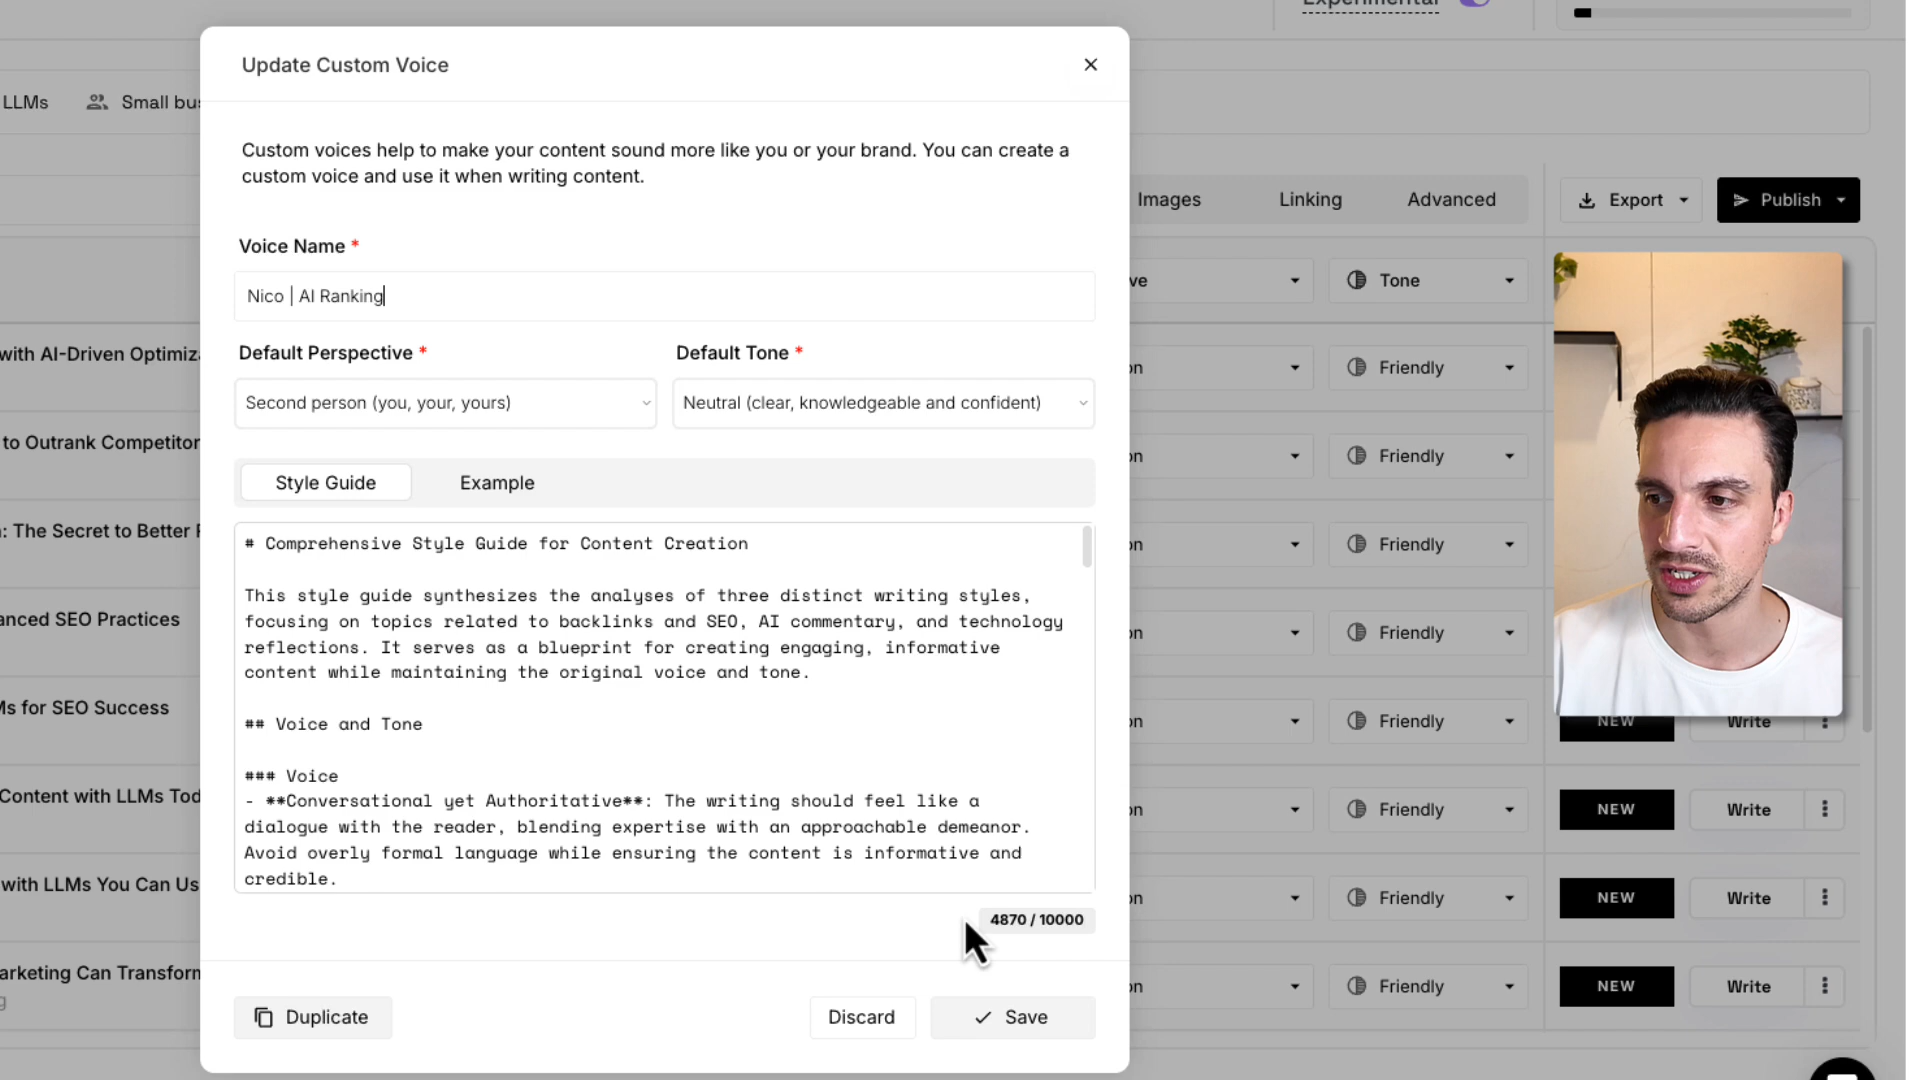 Experimental
Update Custom Voice
LLMs
Small bus
Custom voices help to make your content sound more like you or your brand. You can create a
custom voice and use it when writing content.
Images
Linking
Advanced
Export
Publish
Voice Name *
Nico | AI Ranking
Tone
Default Perspective *
Default Tone *
with AI-Driven Optimiz
Friendly
Second person (you, your, yours)
Neutral (clear, knowledgeable and confident)
to Outrank Competitor
Friendly
Style Guide
Example
: The Secret to Better
Friendly
# Comprehensive Style Guide for Content Creation
This style guide synthesizes the analyses of three distinct writing styles,
focusing on topics related to backlinks and SEO, AI commentary, and technology
reflections. It serves as a blueprint for creating engaging, informative
content while maintaining the original voice and tone.
anced SEO Practices
Friendly
Ms for SEO Success
Friendly
NEW
Write
## Voice and Tone
### Voice
- **Conversational yet Authoritative**: The writing should feel like a
dialogue with the reader, blending expertise with an approachable demeanor.
Avoid overly formal language while ensuring the content is informative and
credible.
Content with LLMs Tod
Friendly
NEW
Write
with LLMs You Can Us
Friendly
NEW
Write
4870 / 10000
arketing Can Transform
Friendly
NEW
Write
Duplicate
Discard
Save